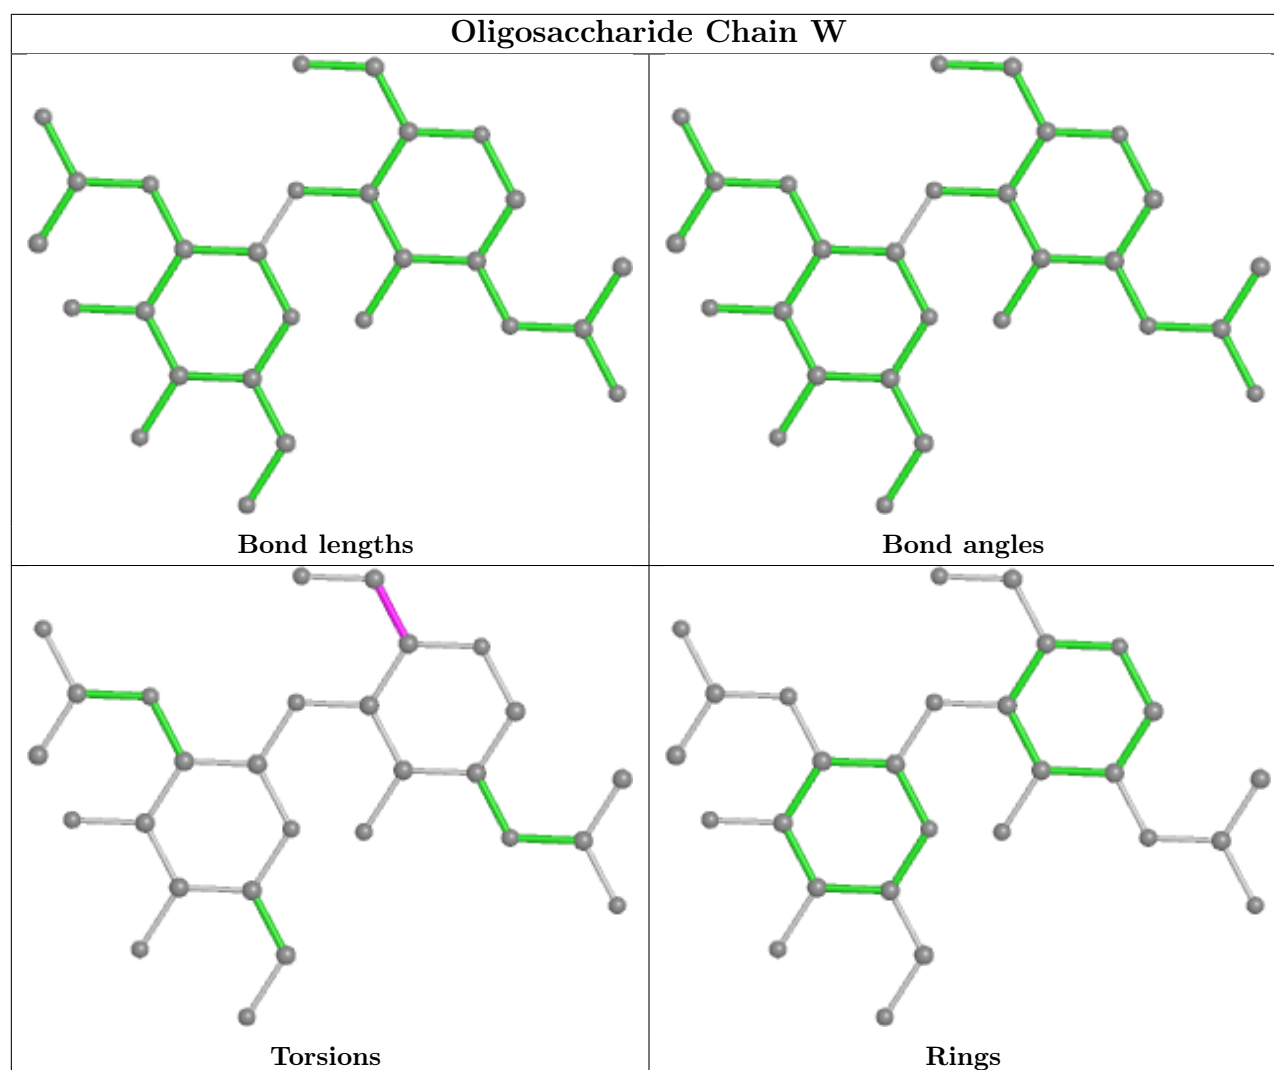 Oligosaccharide Chain W
Bond lengths
Bond angles
Torsions
Rings